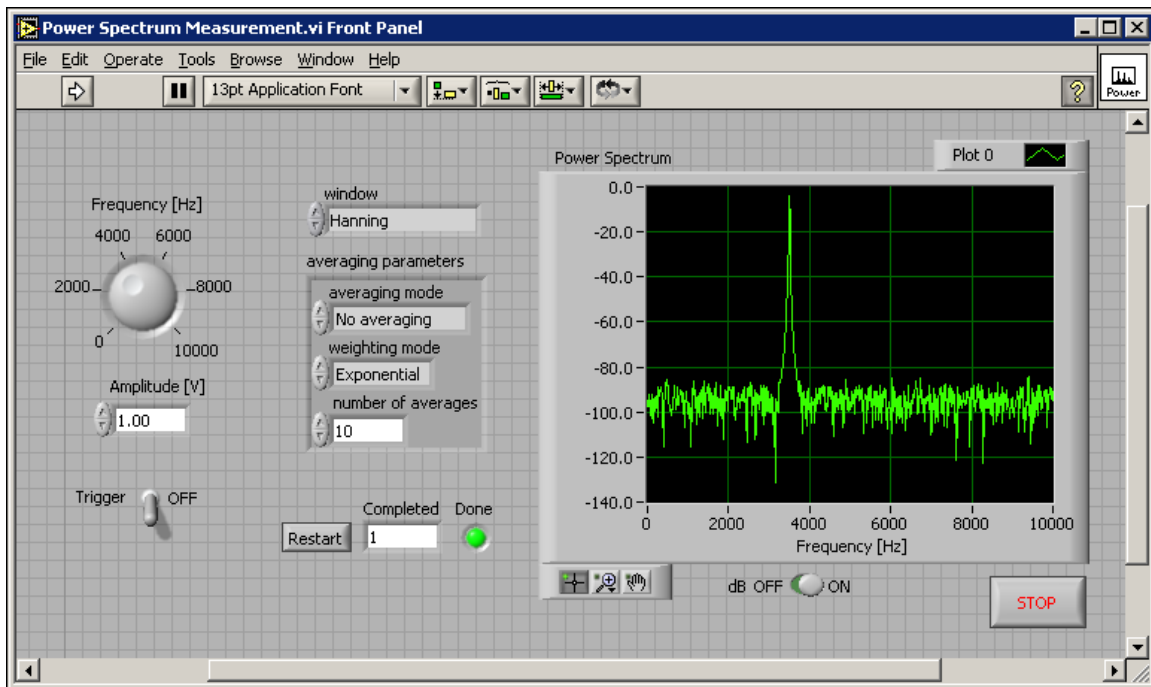 Power Spectrum Measurement.vi Front Panel
File Edit Operate Tools Browse Window Help
13pt Application Font
?
Power
Power Spectrum
Plot 0
Frequency [Hz]
4000 6000
2000 8000
0 10000
Amplitude [V]
1.00
Trigger OFF
window
Hanning
averaging parameters
averaging mode
No averaging
weighting mode
Exponential
number of averages
10
Completed Done
Restart 1
0.0
-20.0
-40.0
-60.0
-80.0
-100.0
-120.0
-140.0
0 2000 4000 6000 8000 10000
Frequency [Hz]
dB OFF ON
STOP